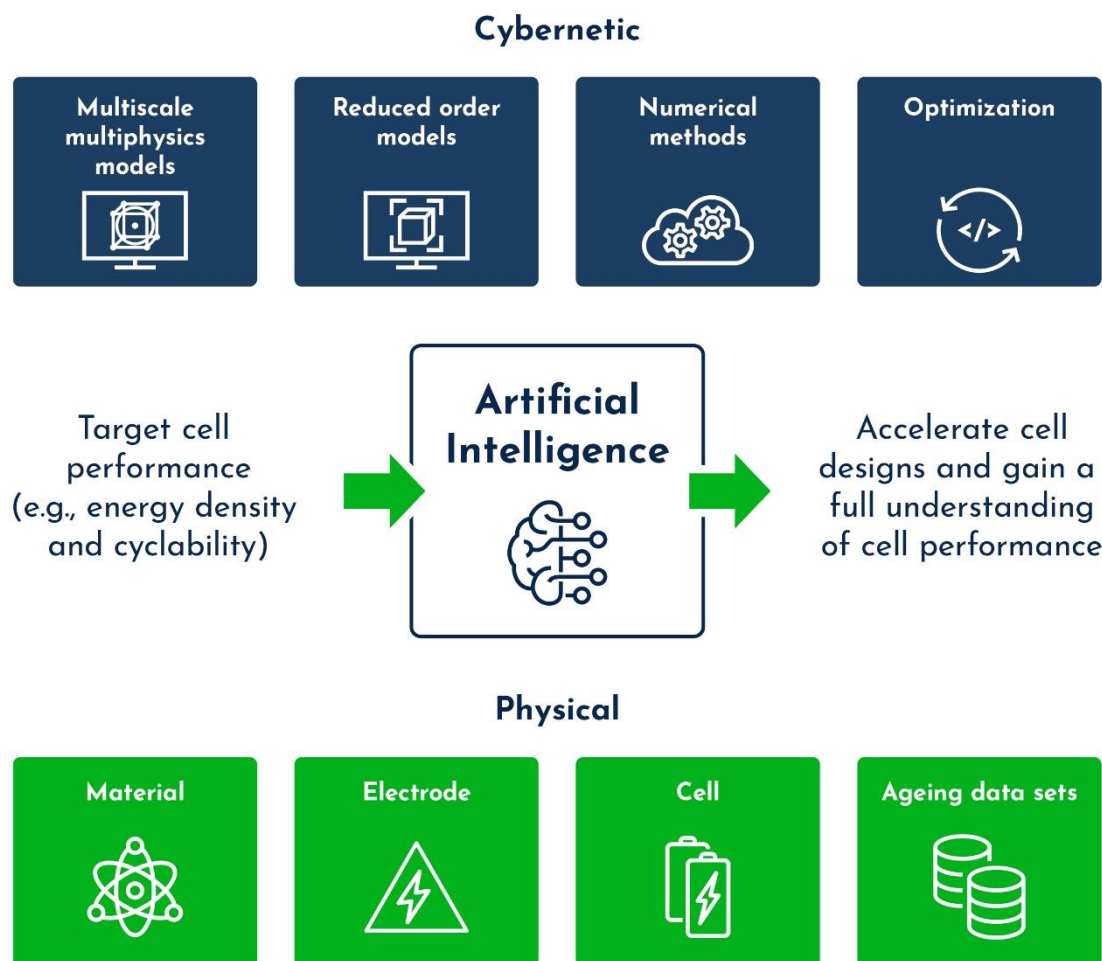 Cybernetic
Multiscale
multiphysics
models
Reduced order
models
Numerical
methods
Optimization
</>
Target cell
performance
(e.g., energy density
and cyclability)
Artificial
Intelligence
Accelerate cell
designs and gain a
full understanding
of cell performance
Physical
Material
Electrode
Cell
Ageing data sets